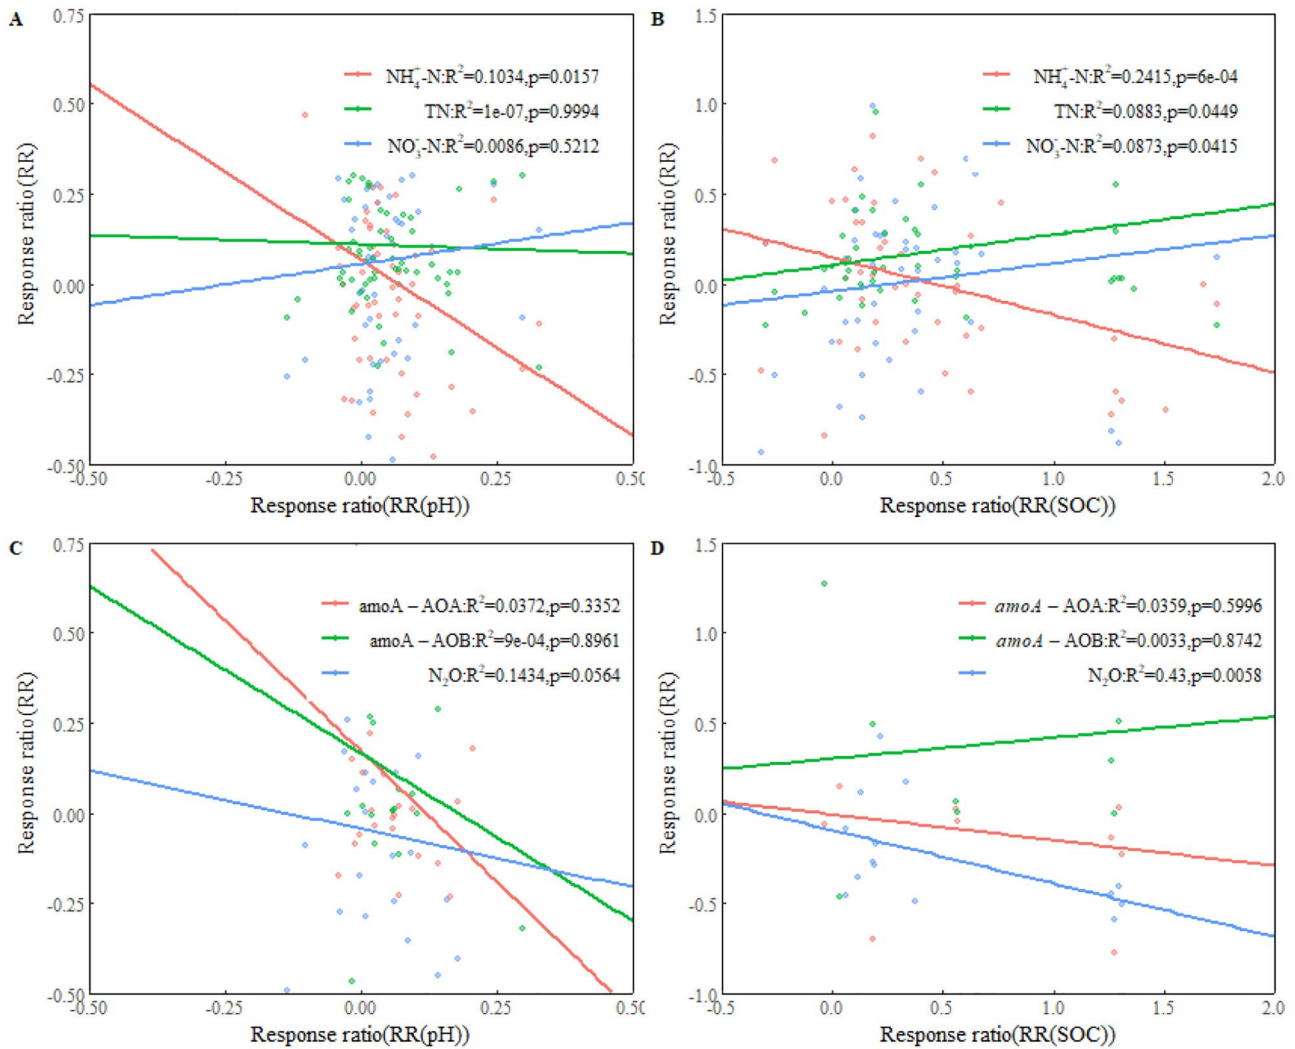 A
0.75
0.50
0.25
0.00
-0.25
-0.50
Response ratio(RR)
NH₄⁺-N:R²=0.1034,p=0.0157
TN:R²=1e-07,p=0.9994
NO₃⁻-N:R²=0.0086,p=0.5212
-0.50 -0.25 0.00 0.25 0.50
Response ratio(RR(pH))
B
1.5
1.0
0.5
0.0
-0.5
-1.0
Response ratio(RR)
NH₄⁺-N:R²=0.2415,p=6e-04
TN:R²=0.0883,p=0.0449
NO₃⁻-N:R²=0.0873,p=0.0415
-0.5 0.0 0.5 1.0 1.5 2.0
Response ratio(RR(SOC))
C
0.75
0.50
0.25
0.00
-0.25
-0.50
Response ratio(RR)
amoA – AOA:R²=0.0372,p=0.3352
amoA – AOB:R²=9e-04,p=0.8961
N₂O:R²=0.1434,p=0.0564
-0.50 -0.25 0.00 0.25 0.50
Response ratio(RR(pH))
D
1.5
1.0
0.5
0.0
-0.5
-1.0
Response ratio(RR)
amoA – AOA:R²=0.0359,p=0.5996
amoA – AOB:R²=0.0033,p=0.8742
N₂O:R²=0.43,p=0.0058
-0.5 0.0 0.5 1.0 1.5 2.0
Response ratio(RR(SOC))